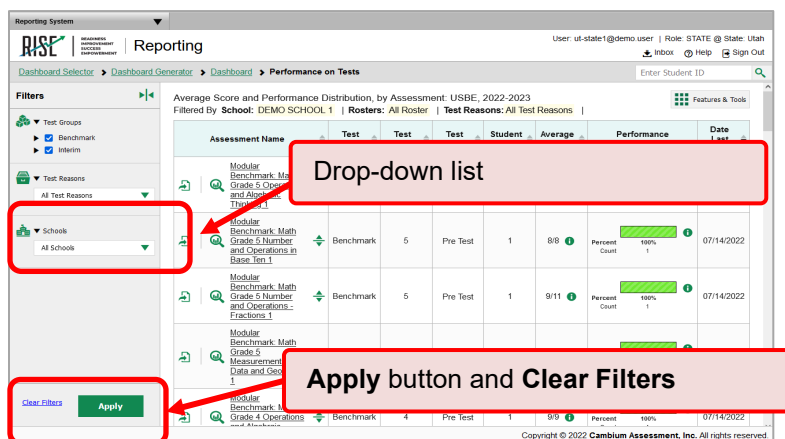 Reporting System
User: ut-state1@demo.user | Role: STATE @ State: Utah
RISE READINESS IMPROVEMENT SUCCESS EMPOWERMENT | Reporting
Inbox Help Sign Out
Dashboard Selector > Dashboard Generator > Dashboard > Performance on Tests
Enter Student ID
Filters
Average Score and Performance Distribution, by Assessment: USBE, 2022-2023
Filtered By School: DEMO SCHOOL 1 | Rosters: All Roster | Test Reasons: All Test Reasons |
Features & Tools
Test Groups
Benchmark
Interim
Test Reasons
All Test Reasons
Schools
All Schools
Clear Filters
Apply
Assessment Name Test Test Test Student Average Performance Date
Last
Drop-down list
Modular
Benchmark: Ma
Grade 5 Oper
and Algebraic
Thinking 1
Modular
Benchmark: Math
Grade 5 Number
and Operations in
Base Ten 1
Benchmark 5 Pre Test 1 8/8 Percent 100% 07/14/2022
Count 1
Modular
Benchmark: Math
Grade 5 Number
and Operations -
Fractions 1
Benchmark 5 Pre Test 1 9/11 Percent 100% 07/14/2022
Count 1
Modular
Benchmark: Math
Grade 5
Measurement
Data and Geo
1
Apply button and Clear Filters
Modular
Benchmark: M
Grade 4 Operations
and Algebraic
Benchmark 4 Pre Test 1 9/9 Percent 100% 07/14/2022
Copyright © 2022 Cambium Assessment, Inc. All rights reserved.